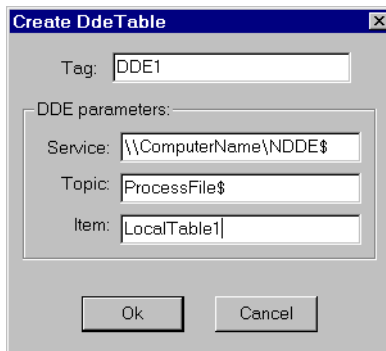 Create DdeTable
Tag: DDE1
DDE parameters:
Service: \\ComputerName\NDDE$
Topic: ProcessFile$
Item: LocalTable1
Ok Cancel